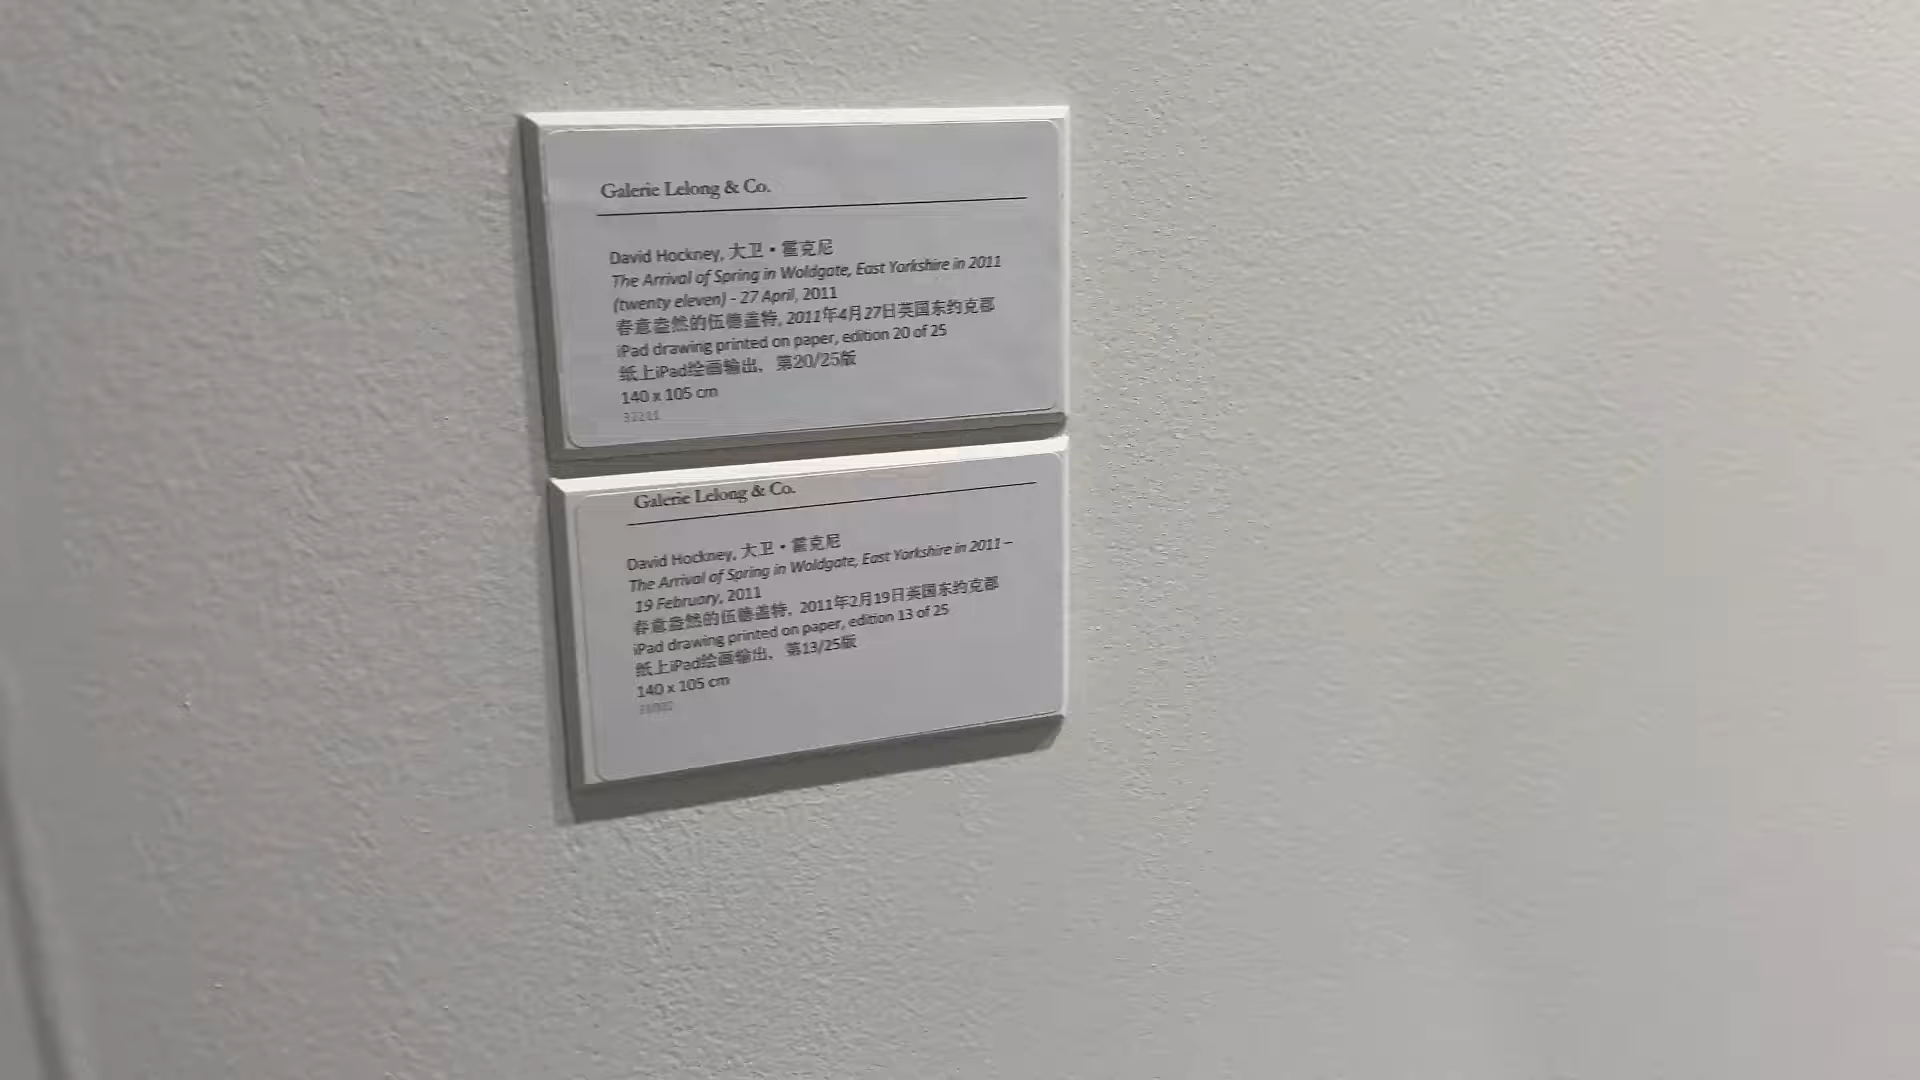 Galerie Lelong & Co.
David Hockney, 大卫・霍克尼
The Arrival of Spring in Woldgate, East Yorkshire in 2011
(twenty eleven) - 27 April, 2011
春意盎然的伍德盖特, 2011年4月27日英国东约克郡
iPad drawing printed on paper, edition 20 of 25
纸上iPad绘画输出，第20/25版
140 x 105 cm
Galerie Lelong & Co.
David Hockney, 大卫・霍克尼
The Arrival of Spring in Woldgate, East Yorkshire in 2011 –
19 February, 2011
春意盎然的伍德盖特, 2011年2月19日英国东约克郡
iPad drawing printed on paper, edition 13 of 25
纸上iPad绘画输出，第13/25版
140 x 105 cm